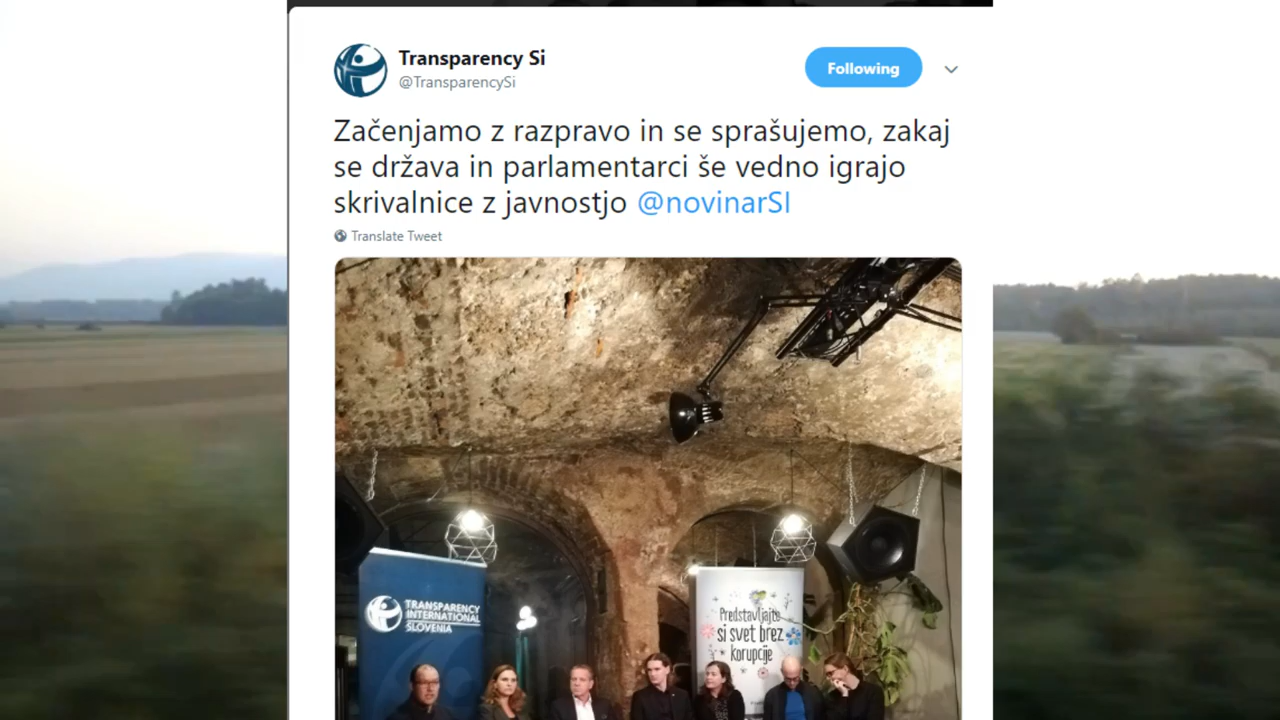 Transparency Si
@TransparencySi
Following
Začenjamo z razpravo in se sprašujemo, zakaj
se država in parlamentarci še vedno igrajo
skrivalnice z javnostjo @novinarSI
Translate Tweet
TRANSPARENCY
INTERNATIONAL
SLOVENIA
Predstavljajte
si svet brez
korupcije